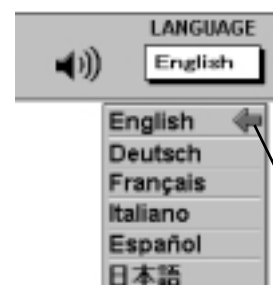 LANGUAGE
English
English
Deutsch
Français
Italiano
Español
日本語